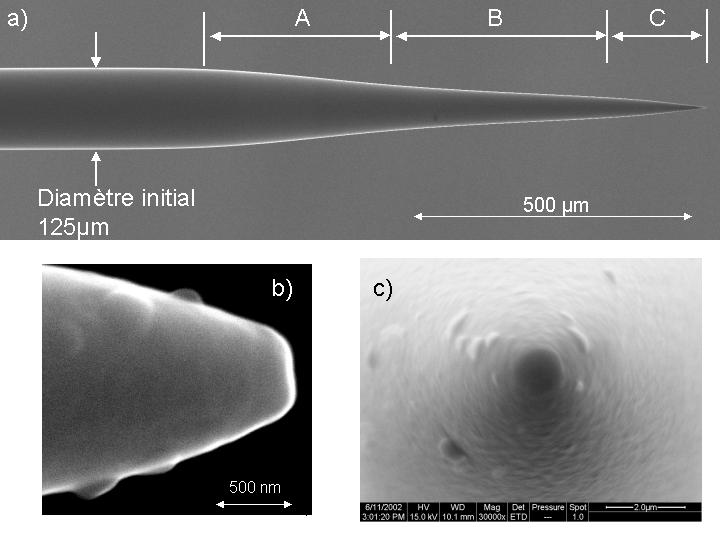 a)
A
B
C
Diamètre initial
125µm
500 µm
b)
500 nm
c)
6/11/2002 HV WD Mag Det Pressure Spot
3:01:20 PM 15.0 kV 10.1 mm 30000x ETD --- 1.0
2.0µm